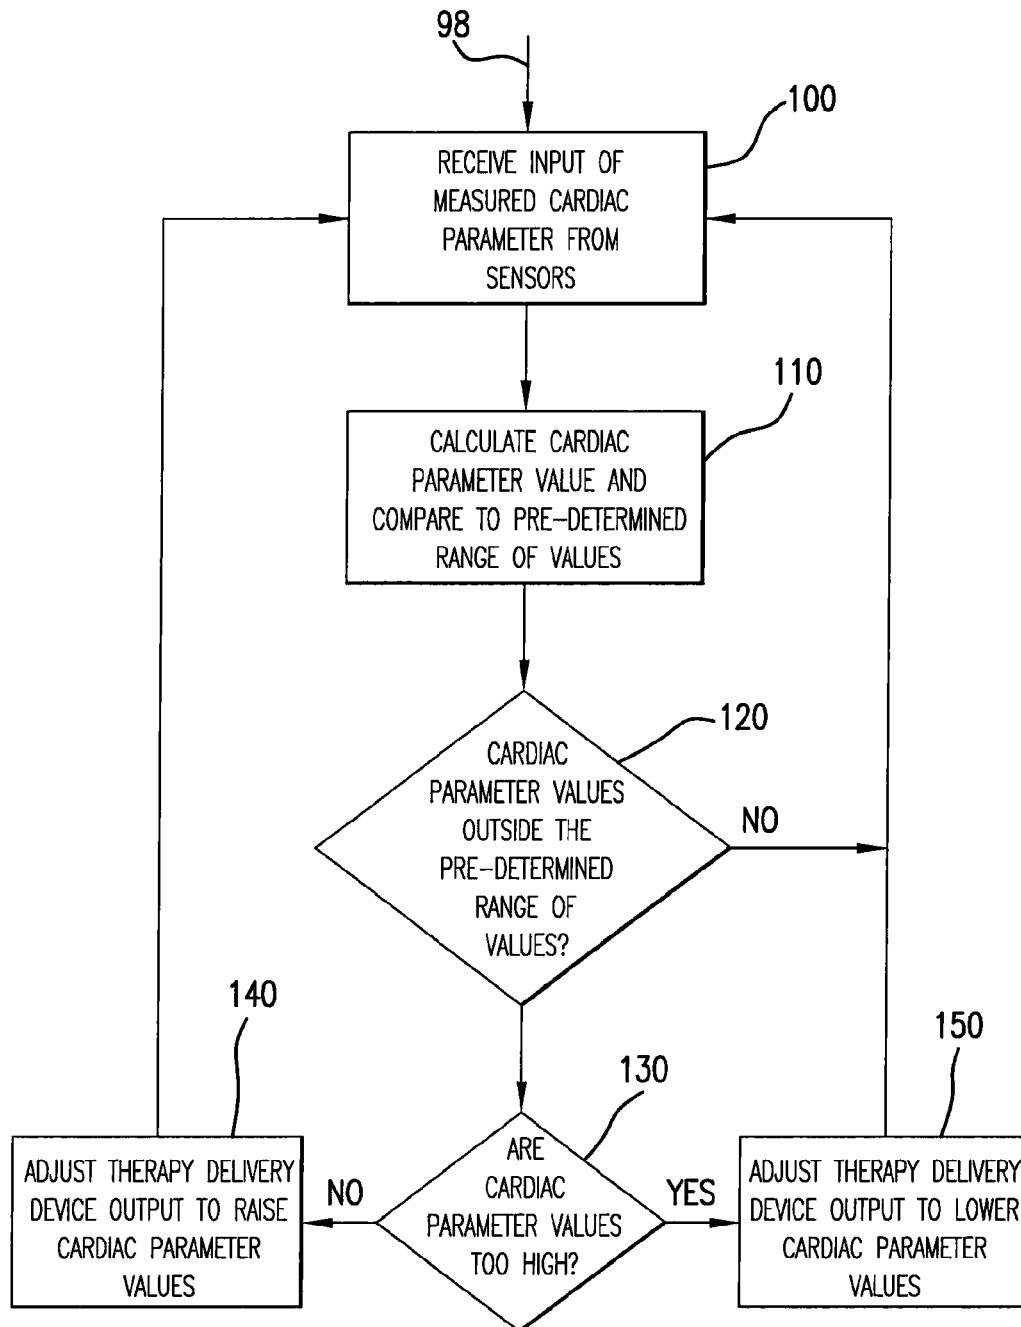 98
100
RECEIVE INPUT OF
MEASURED CARDIAC
PARAMETER FROM
SENSORS
110
CALCULATE CARDIAC
PARAMETER VALUE AND
COMPARE TO PRE-DETERMINED
RANGE OF VALUES
120
CARDIAC
PARAMETER VALUES
OUTSIDE THE
PRE-DETERMINED
RANGE OF
VALUES?
NO
130
ARE
CARDIAC
PARAMETER VALUES
TOO HIGH?
NO
YES
140
ADJUST THERAPY DELIVERY
DEVICE OUTPUT TO RAISE
CARDIAC PARAMETER
VALUES
150
ADJUST THERAPY DELIVERY
DEVICE OUTPUT TO LOWER
CARDIAC PARAMETER
VALUES